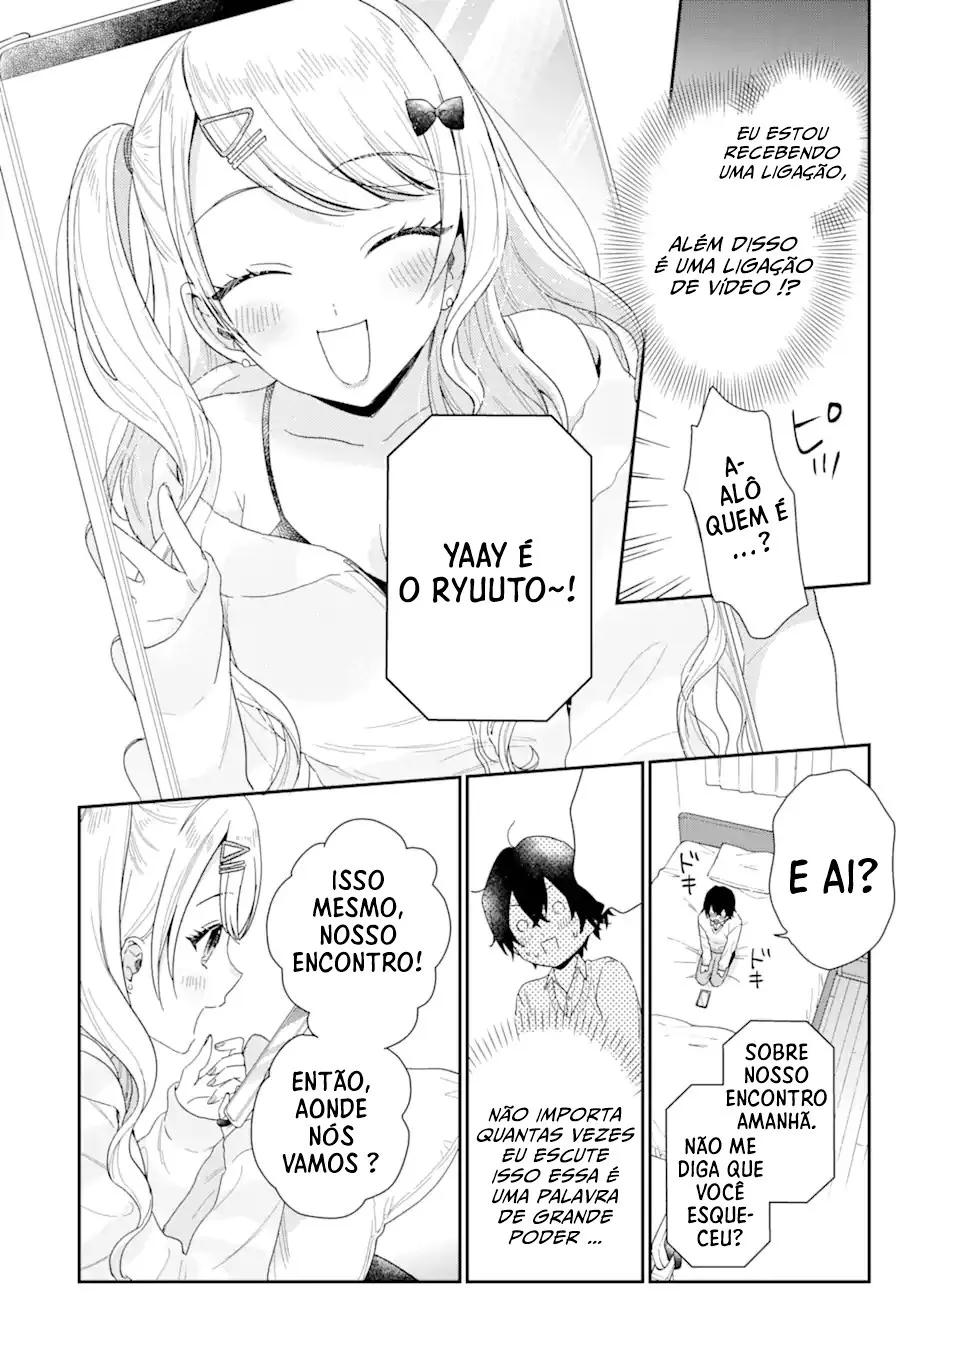 EU ESTOU
RECEBENDO
UMA LIGAÇÃO,
ALÉM DISSO
É UMA LIGAÇÃO
DE VÍDEO !?
ピッ
A-
ALÔ
QUEM É
...?
YAAY É
O RYUUTO~!
E AI?
ドキ
ドキ
SOBRE
NOSSO
ENCONTRO
AMANHÃ.
NÃO ME
DIGA QUE
VOCÊ
ESQUE-
CEU?
NÃO IMPORTA
QUANTAS VEZES
EU ESCUTE
ISSO ESSA É
UMA PALAVRA
DE GRANDE
PODER ...
ISSO
MESMO,
NOSSO
ENCONTRO!
ENTÃO,
AONDE
NÓS
VAMOS ?